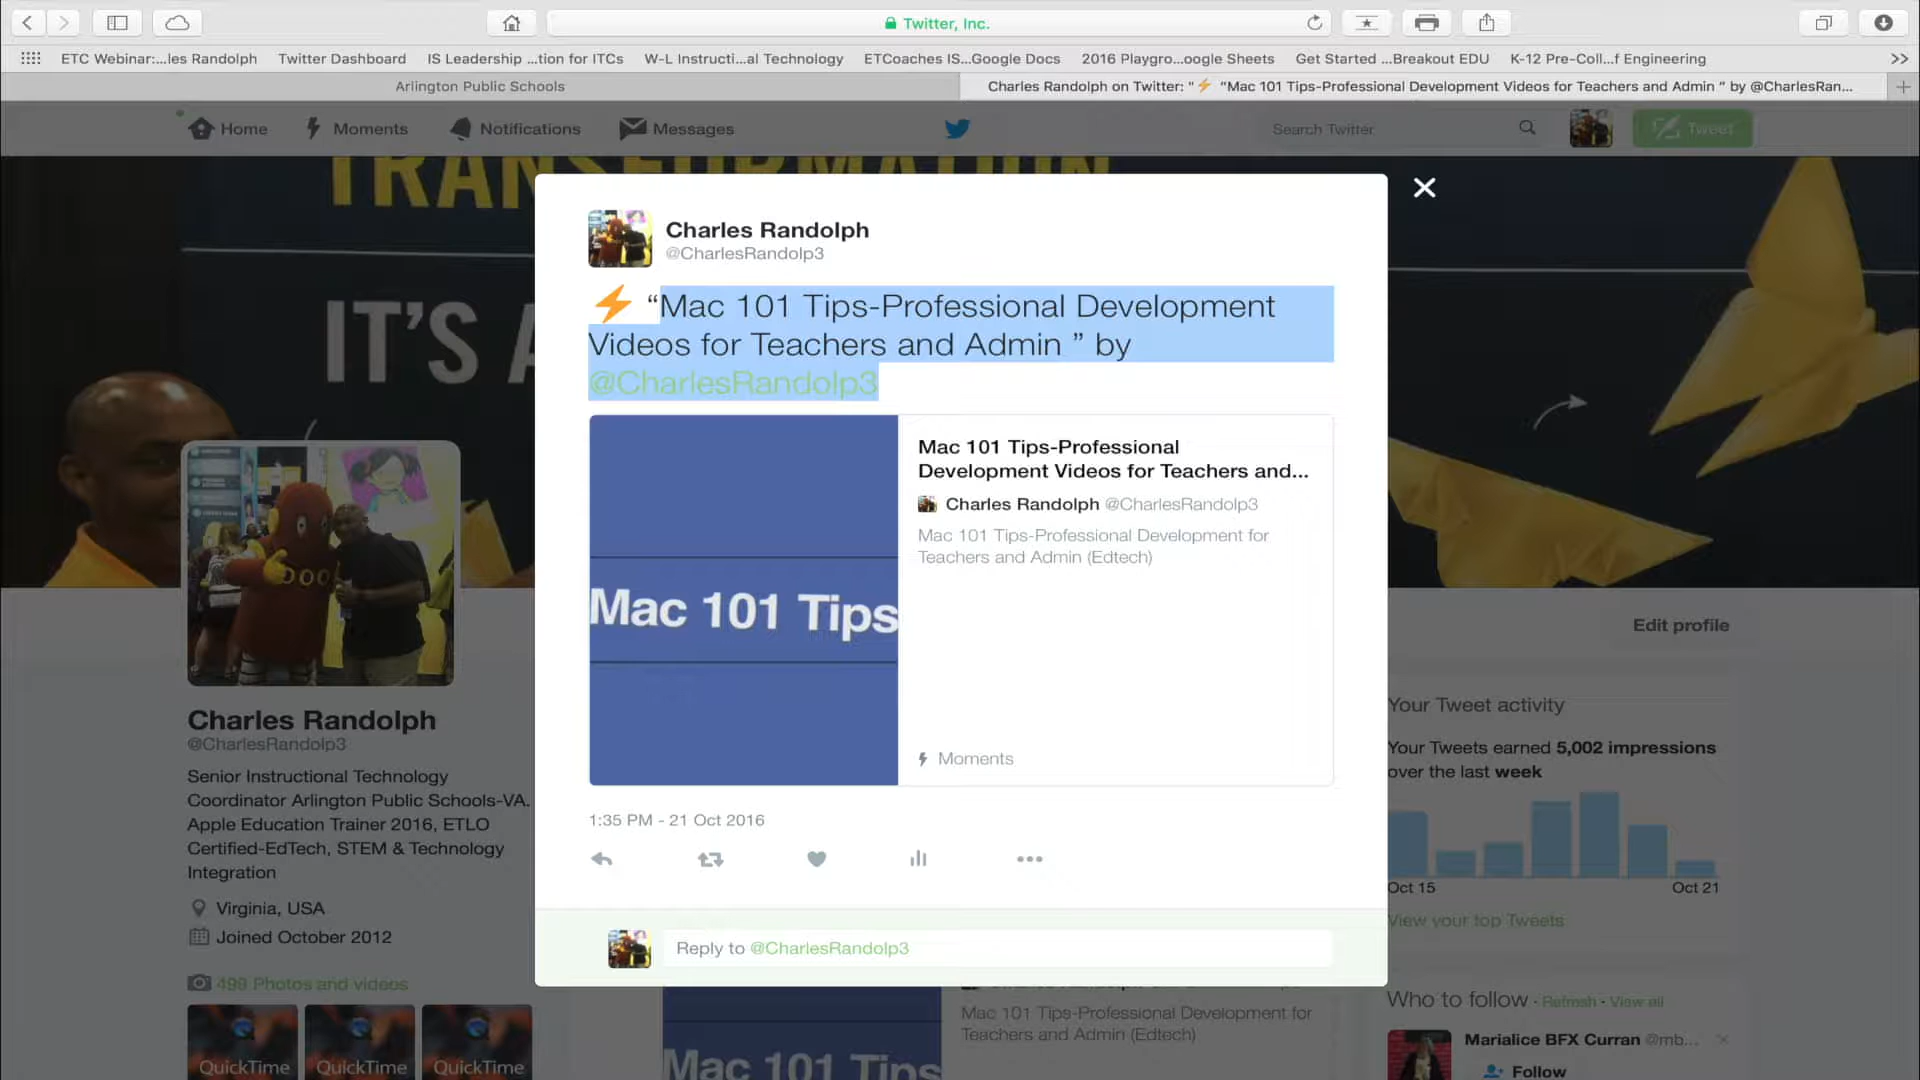 Twitter, Inc.
ETC Webinar:...les Randolph
Twitter Dashboard
IS Leadership ...tion for ITCs
W-L Instructi...al Technology
ETCoaches IS...Google Docs
2016 Playgro...oogle Sheets
Get Started ...Breakout EDU
K-12 Pre-Coll...f Engineering
Arlington Public Schools
Charles Randolph on Twitter: "⚡ “Mac 101 Tips-Professional Development Videos for Teachers and Admin ” by @CharlesRan...
Home
Moments
Notifications
Messages
Search Twitter
Tweet
TRANSFORMATION
IT'S A
Charles Randolph
@CharlesRandolp3
⚡ “Mac 101 Tips-Professional Development
Videos for Teachers and Admin ” by
@CharlesRandolp3
Mac 101 Tips
Mac 101 Tips-Professional
Development Videos for Teachers and...
Charles Randolph @CharlesRandolp3
Mac 101 Tips-Professional Development for
Teachers and Admin (Edtech)
Moments
1:35 PM - 21 Oct 2016
Reply to @CharlesRandolp3
Charles Randolph
@CharlesRandolp3
Senior Instructional Technology
Coordinator Arlington Public Schools-VA.
Apple Education Trainer 2016, ETLO
Certified-EdTech, STEM & Technology
Integration
Virginia, USA
Joined October 2012
499 Photos and videos
QuickTime
QuickTime
QuickTime
Mac 101 Tips-Professional Development for
Teachers and Admin (Edtech)
Mac 101 Tips
Edit profile
Your Tweet activity
Your Tweets earned 5,002 impressions
over the last week
Oct 15
Oct 21
View your top Tweets
Who to follow · Refresh · View all
Marialice BFX Curran @mb...
Follow